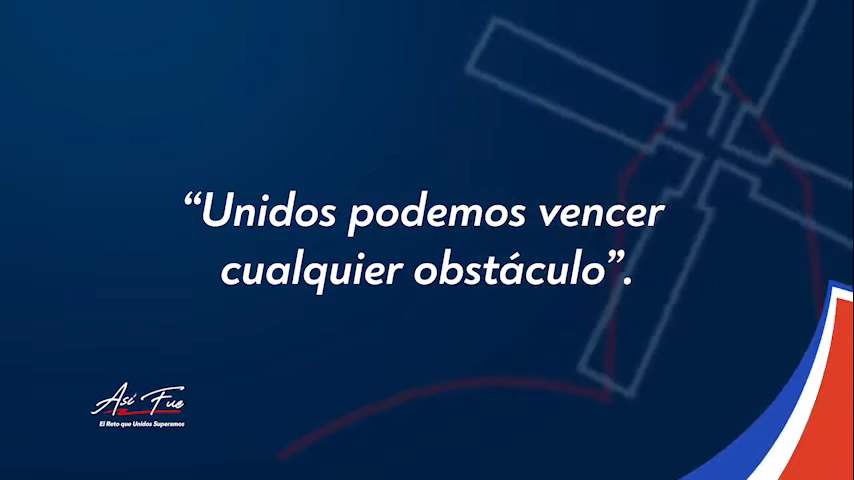 “Unidos podemos vencer
cualquier obstáculo”.
Así Fue
El Reto que Unidos Superamos